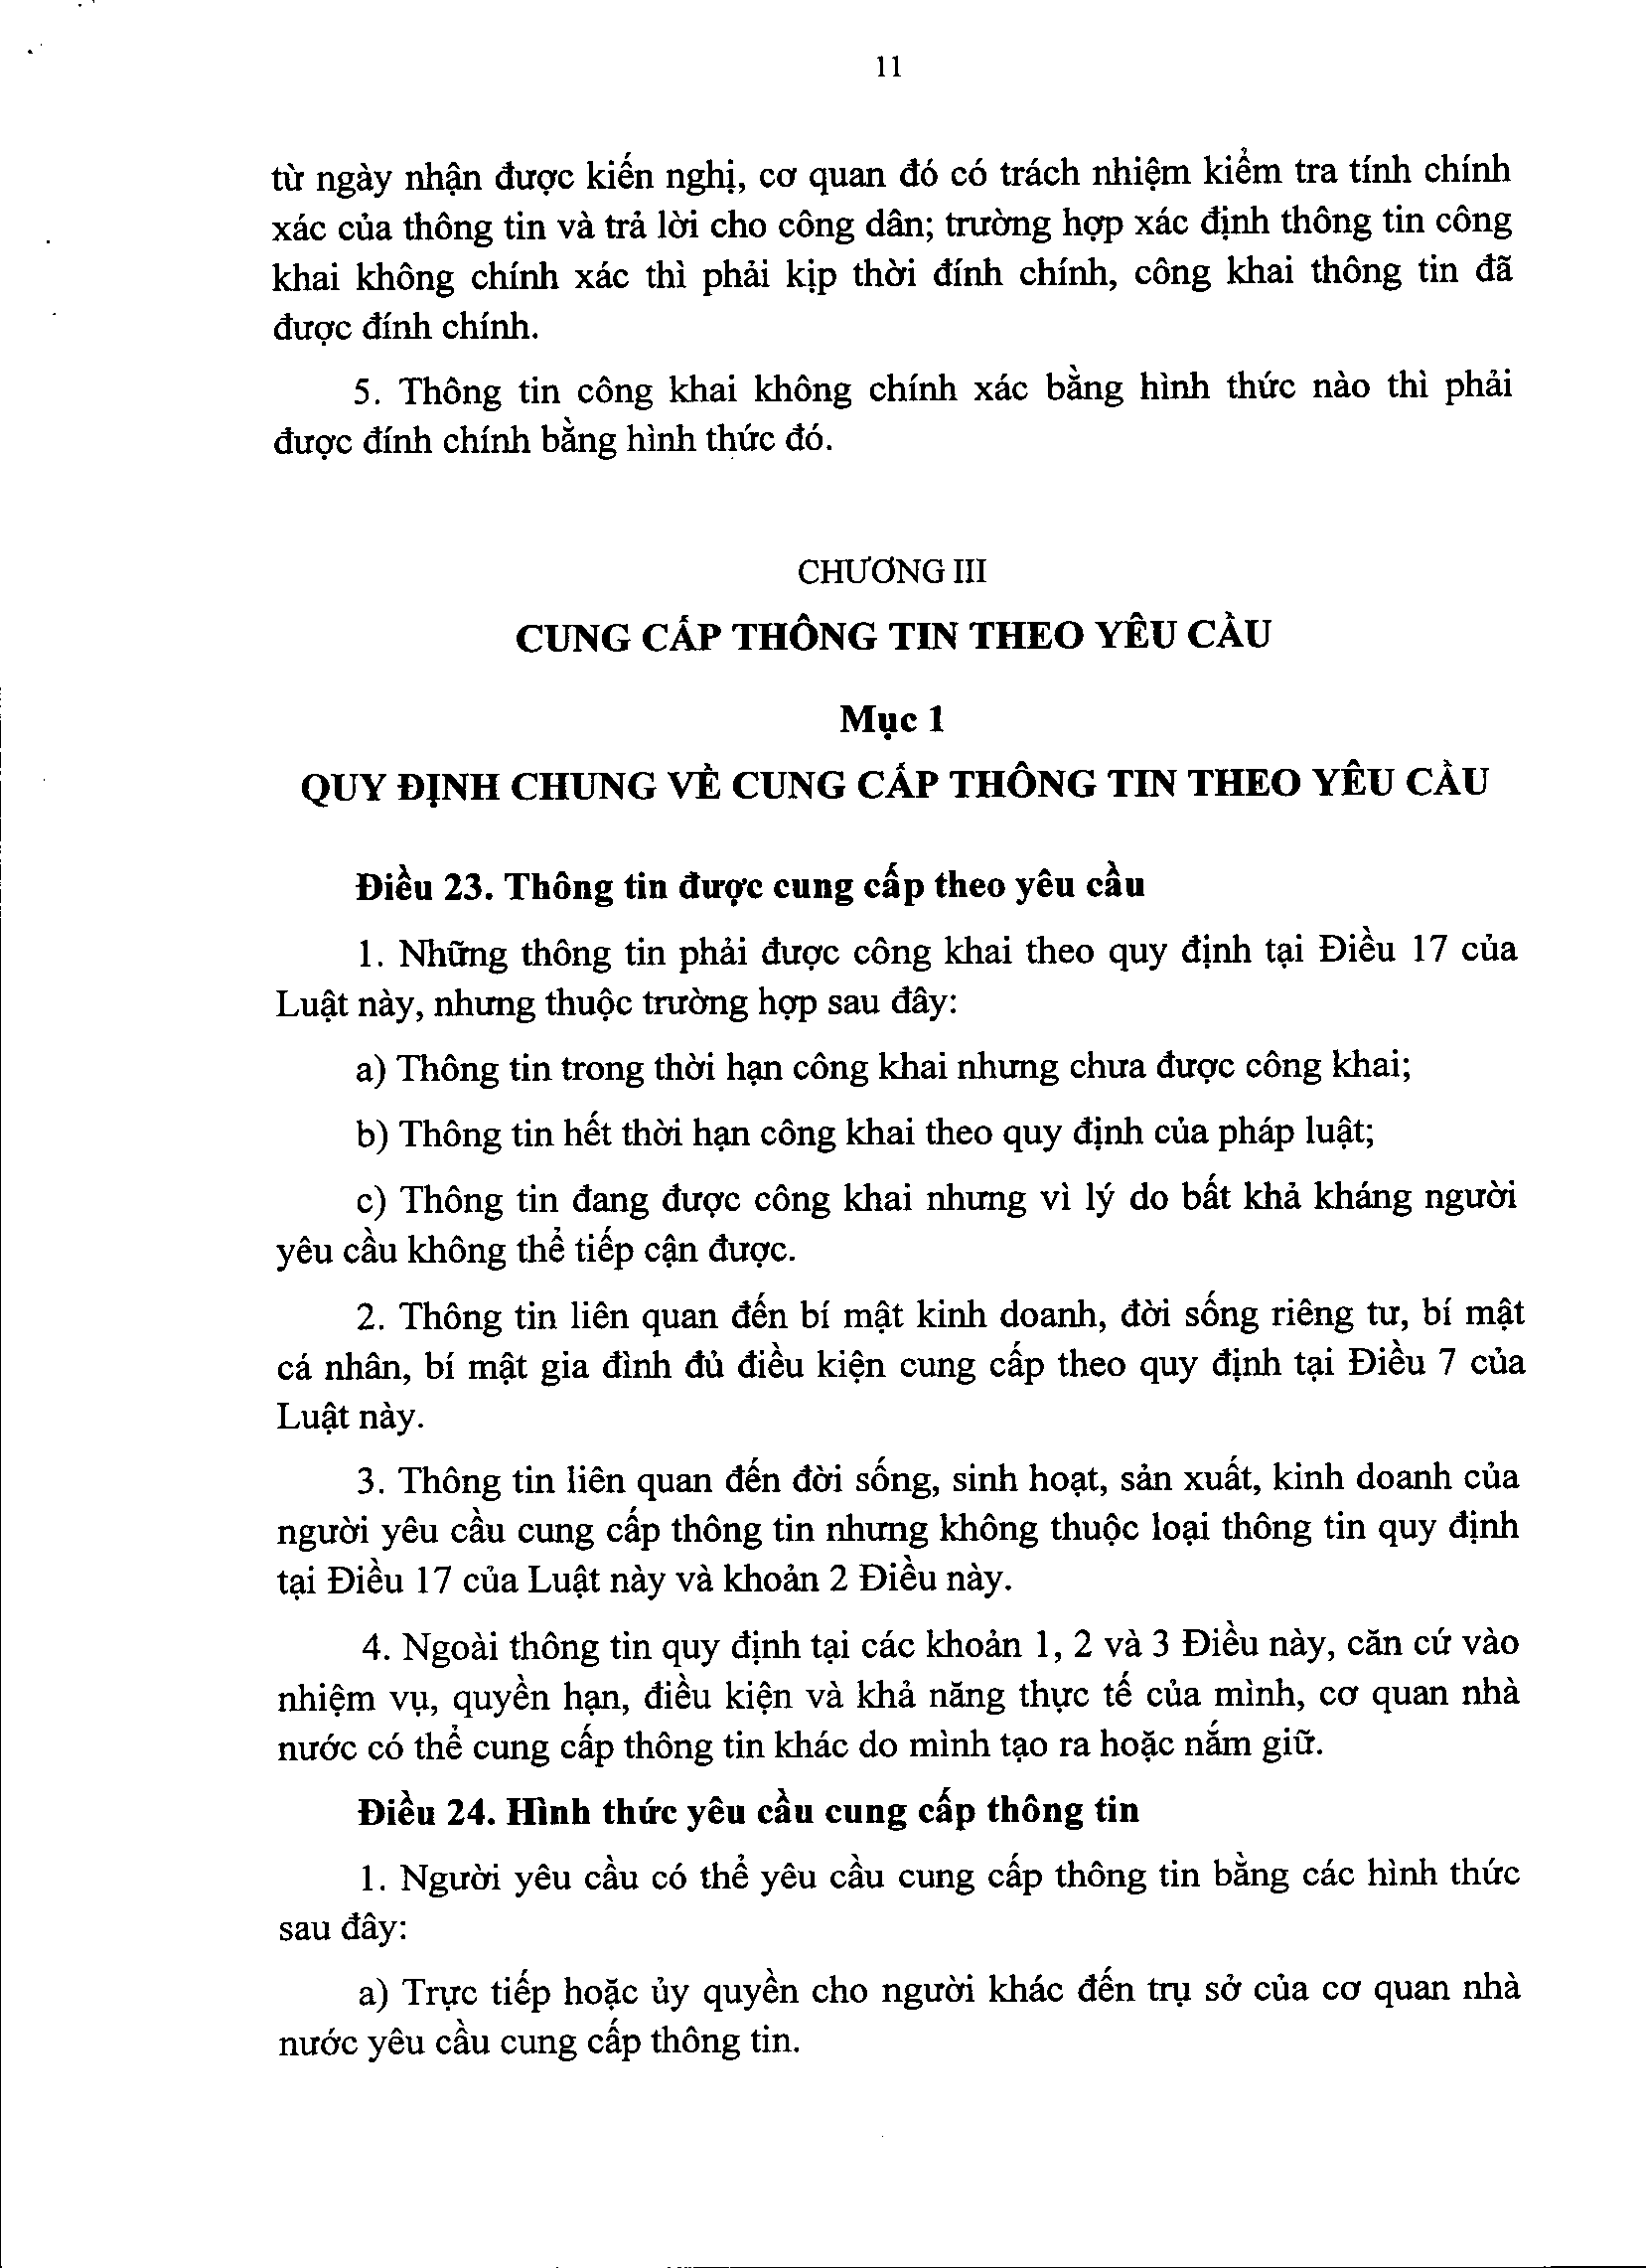 11
từ ngày nhận được kiến nghị, cơ quan đó có trách nhiệm kiểm tra tính chính
xác của thông tin và trả lời cho công dân; trường hợp xác định thông tin công
khai không chính xác thì phải kịp thời đính chính, công khai thông tin đã
được đính chính.
5. Thông tin công khai không chính xác bằng hình thức nào thì phải
được đính chính bằng hình thức đó.
CHƯƠNG III
CUNG CẤP THÔNG TIN THEO YÊU CẦU
Mục 1
QUY ĐỊNH CHUNG VỀ CUNG CẤP THÔNG TIN THEO YÊU CẦU
Điều 23. Thông tin được cung cấp theo yêu cầu
1. Những thông tin phải được công khai theo quy định tại Điều 17 của
Luật này, nhưng thuộc trường hợp sau đây:
a) Thông tin trong thời hạn công khai nhưng chưa được công khai;
b) Thông tin hết thời hạn công khai theo quy định của pháp luật;
c) Thông tin đang được công khai nhưng vì lý do bất khả kháng người
yêu cầu không thể tiếp cận được.
2. Thông tin liên quan đến bí mật kinh doanh, đời sống riêng tư, bí mật
cá nhân, bí mật gia đình đủ điều kiện cung cấp theo quy định tại Điều 7 của
Luật này.
3. Thông tin liên quan đến đời sống, sinh hoạt, sản xuất, kinh doanh của
người yêu cầu cung cấp thông tin nhưng không thuộc loại thông tin quy định
tại Điều 17 của Luật này và khoản 2 Điều này.
4. Ngoài thông tin quy định tại các khoản 1, 2 và 3 Điều này, căn cứ vào
nhiệm vụ, quyền hạn, điều kiện và khả năng thực tế của mình, cơ quan nhà
nước có thể cung cấp thông tin khác do mình tạo ra hoặc nắm giữ.
Điều 24. Hình thức yêu cầu cung cấp thông tin
1. Người yêu cầu có thể yêu cầu cung cấp thông tin bằng các hình thức
sau đây:
a) Trực tiếp hoặc ủy quyền cho người khác đến trụ sở của cơ quan nhà
nước yêu cầu cung cấp thông tin.